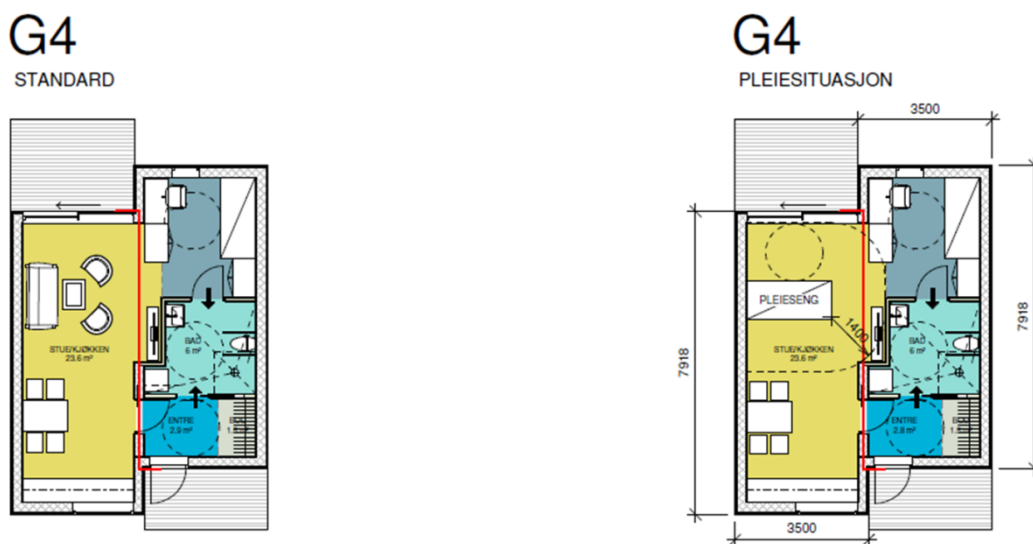 G4
STANDARD
STUE/KJØKKEN
23.6 m²
BAD
6 m²
ENTRE
2.9 m²
G4
PLEIESITUASJON
3500
7918
7918
PLEIESENG
1400
STUE/KJØKKEN
23.6 m²
BAD
6 m²
ENTRE
2.8 m²
3500